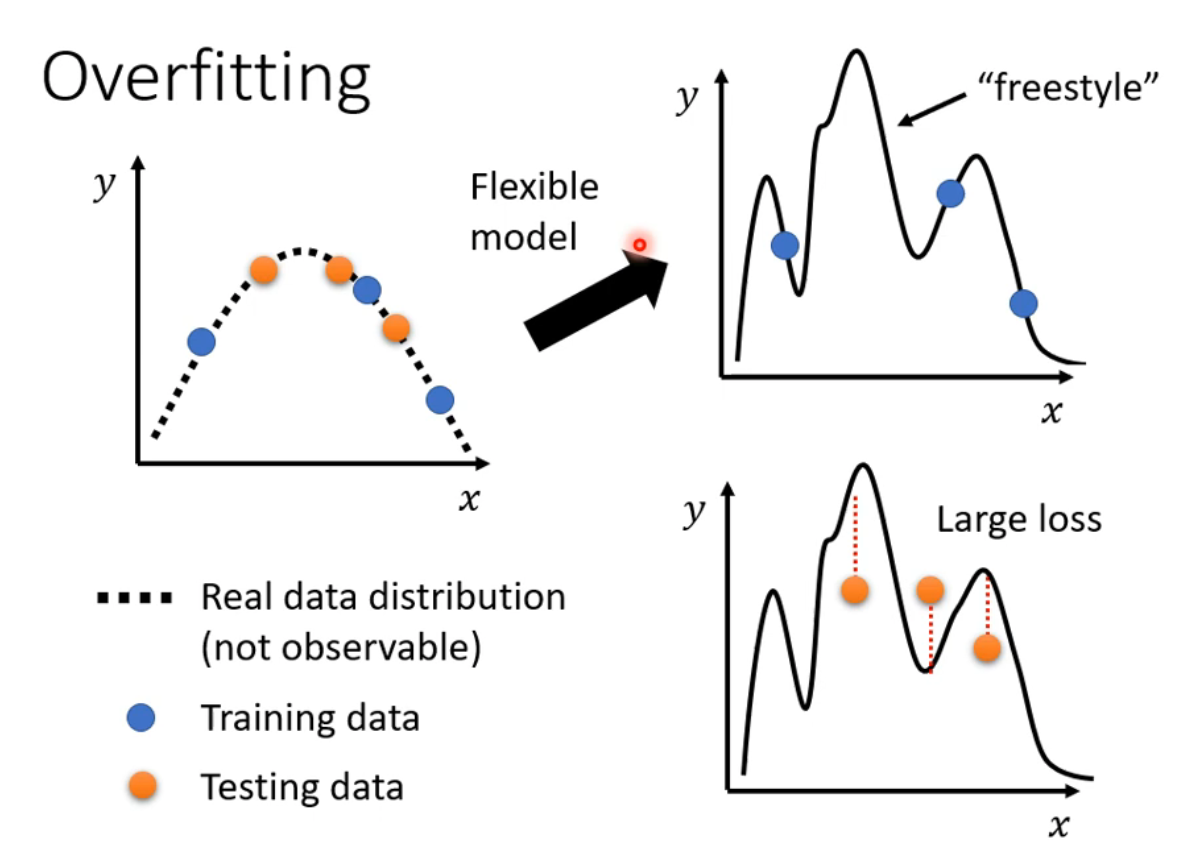 Overfitting
y
x
Flexible
model
y
"freestyle"
x
y
Large loss
x
Real data distribution
(not observable)
Training data
Testing data